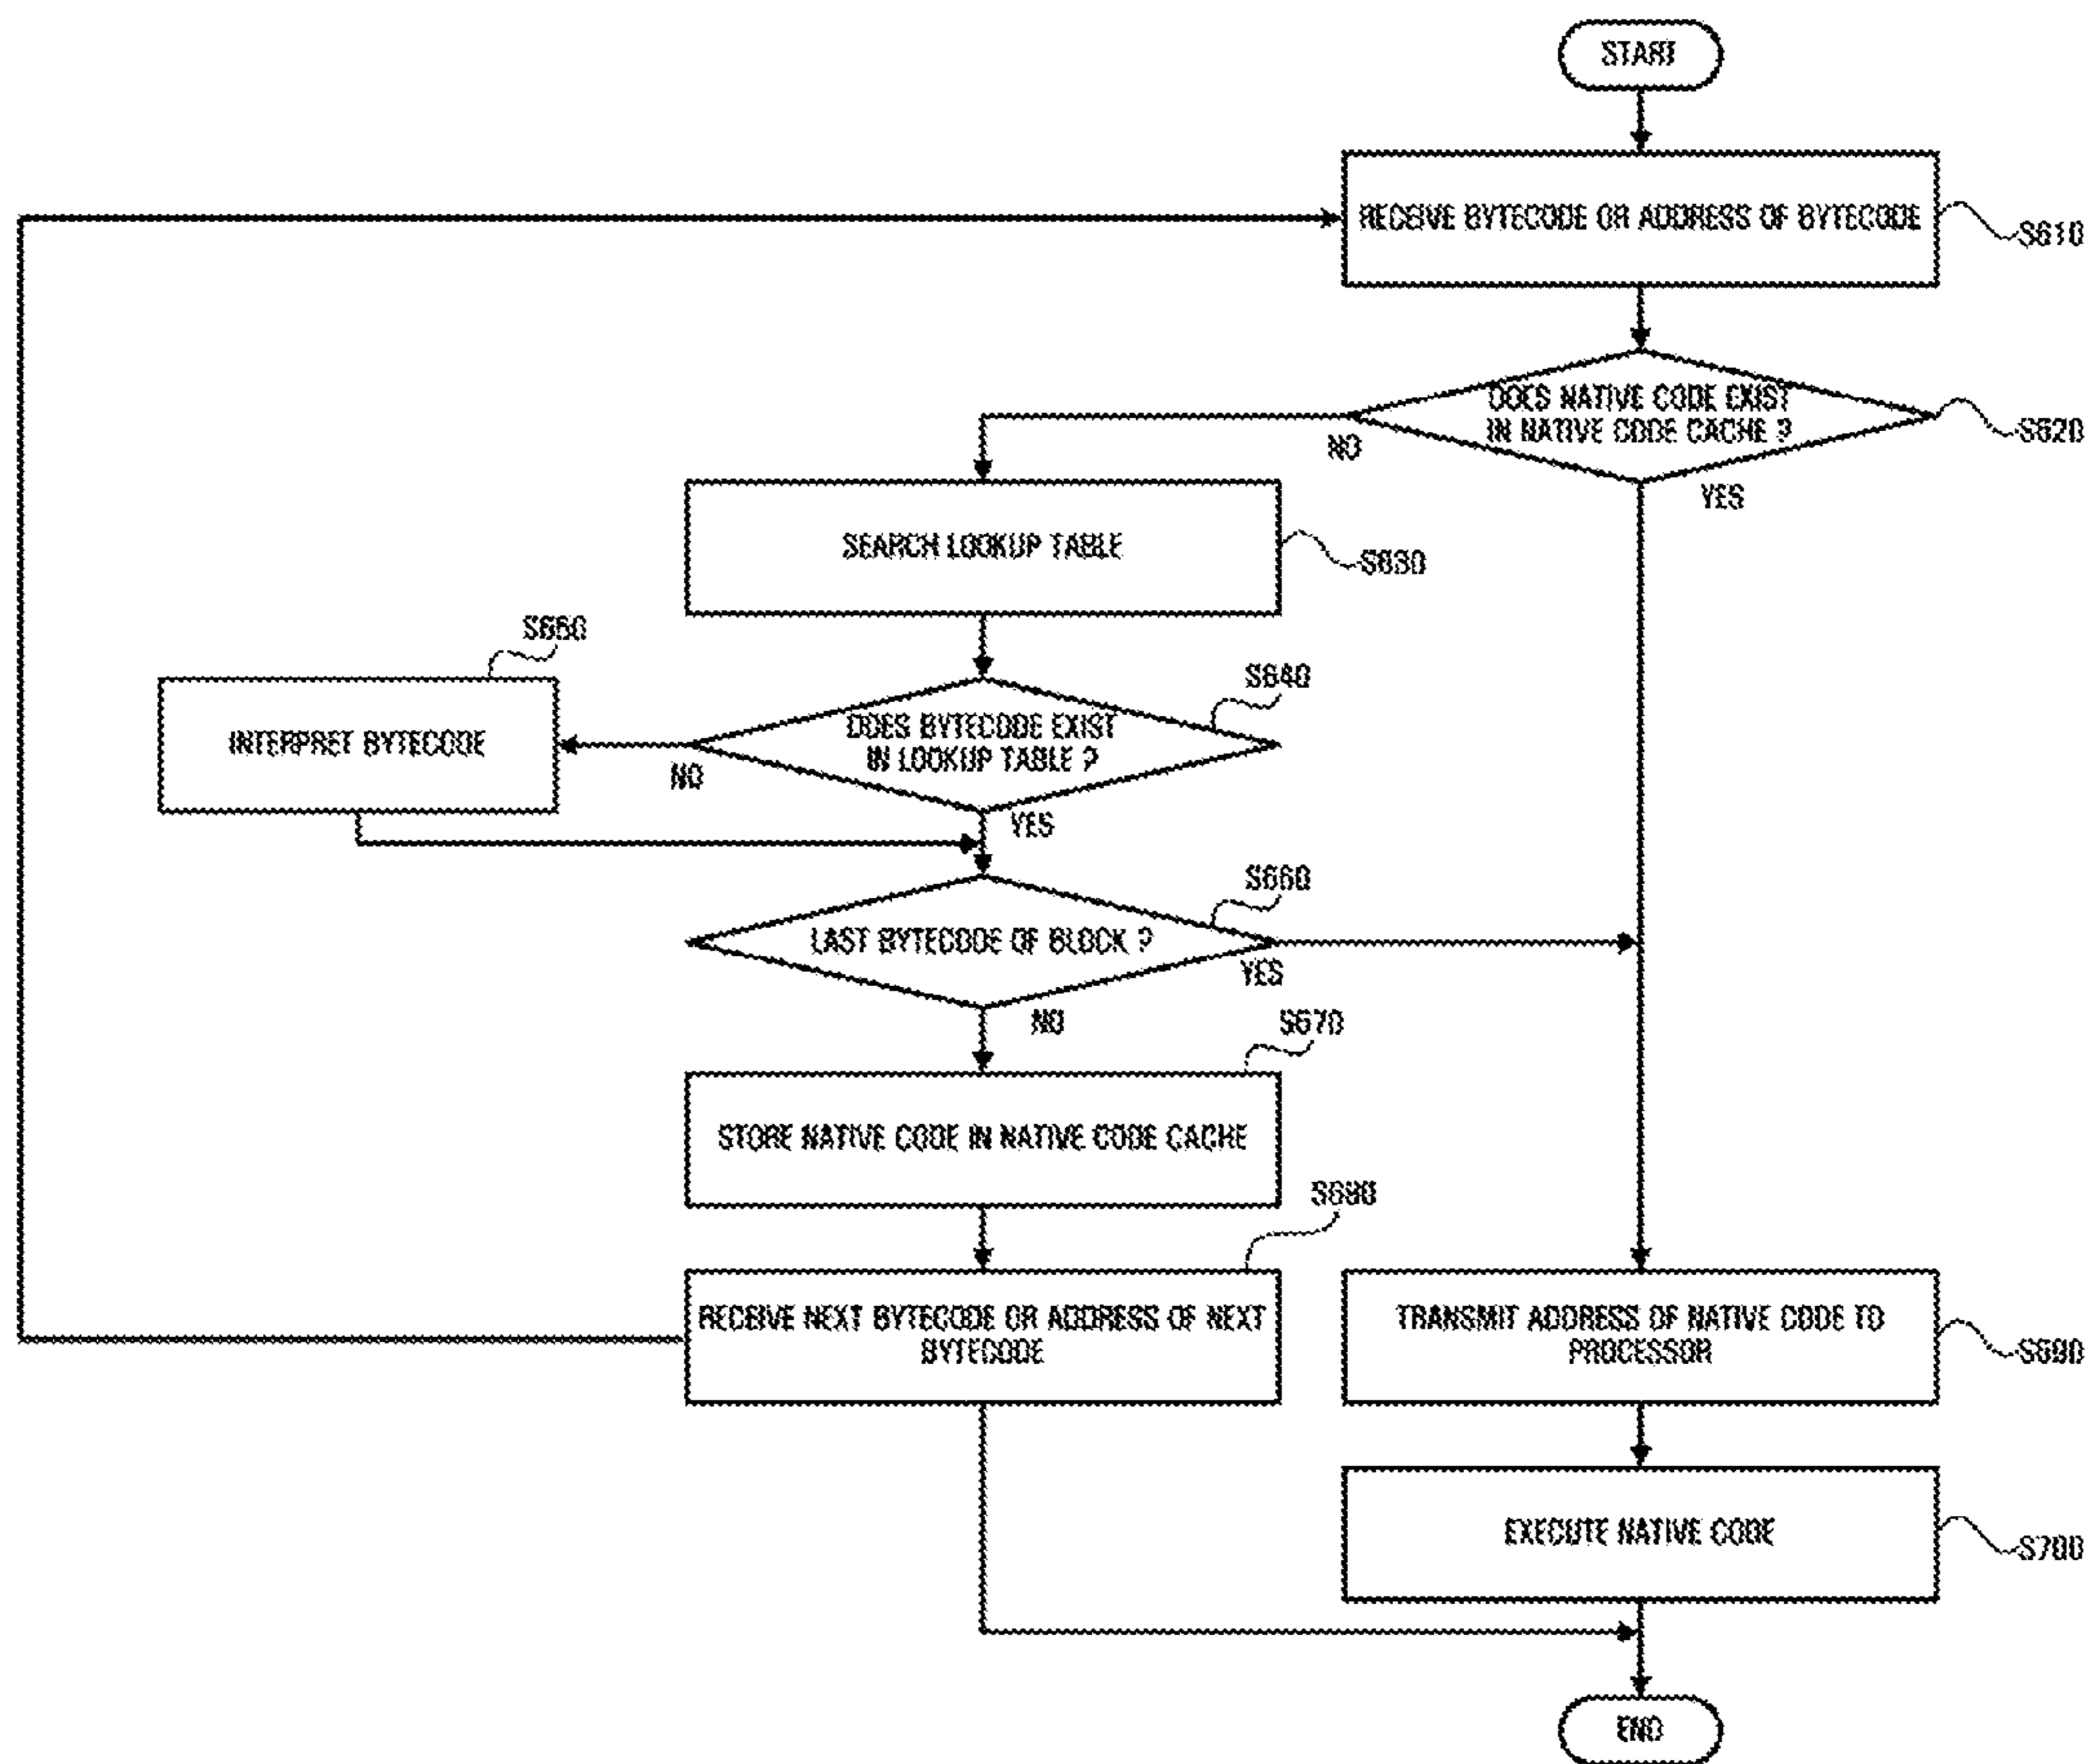 START
RECEIVE BYTECODE OR ADDRESS OF BYTECODE
S610
DOES NATIVE CODE EXIST
IN NATIVE CODE CACHE ?
S620
NO
YES
SEARCH LOOKUP TABLE
S630
S650
INTERPRET BYTECODE
S640
DOES BYTECODE EXIST
IN LOOKUP TABLE ?
NO
YES
S660
LAST BYTECODE OF BLOCK ?
YES
NO
S670
STORE NATIVE CODE IN NATIVE CODE CACHE
S680
RECEIVE NEXT BYTECODE OR ADDRESS OF NEXT
BYTECODE
TRANSMIT ADDRESS OF NATIVE CODE TO
PROCESSOR
S690
EXECUTE NATIVE CODE
S700
END